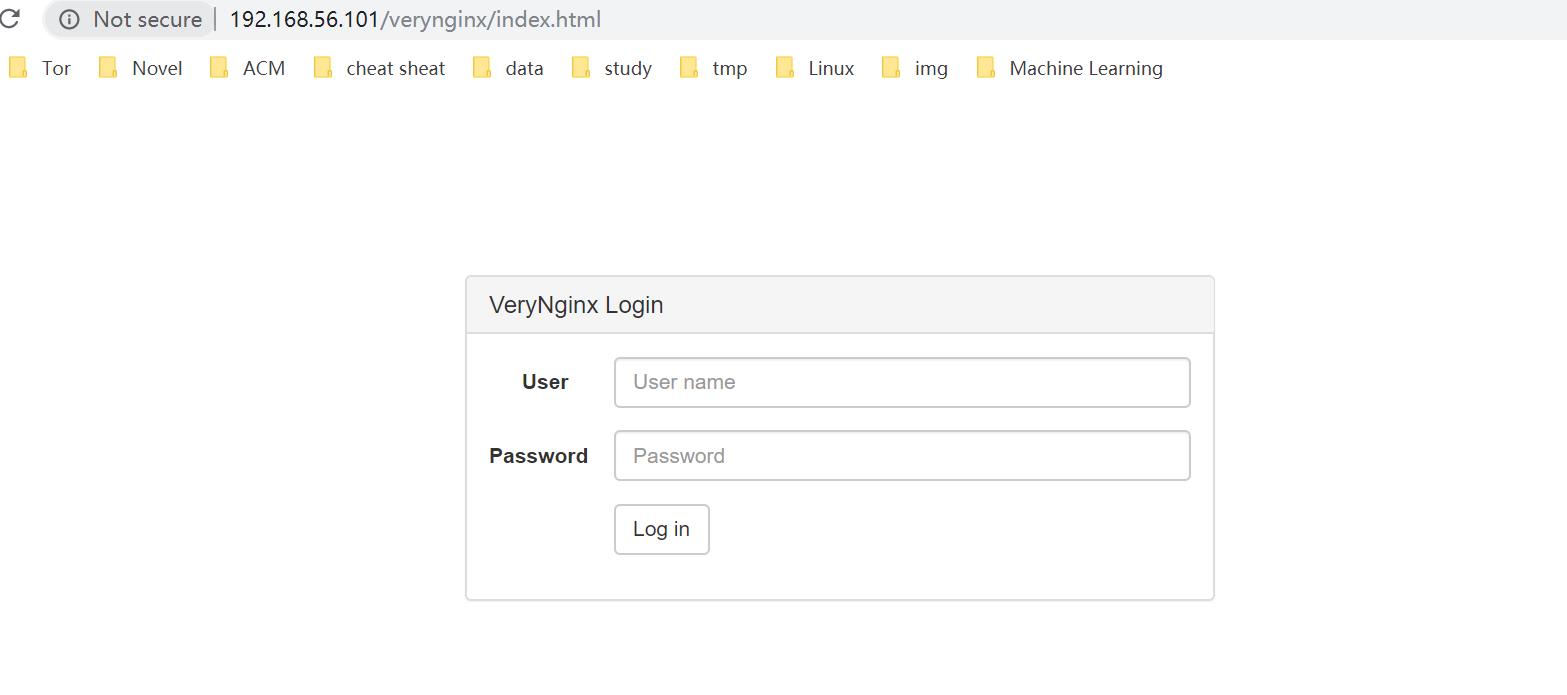 Not secure 192.168.56.101/verynginx/index.html
Tor Novel ACM cheat sheat data study tmp Linux img Machine Learning
VeryNginx Login
User User name
Password Password
Log in